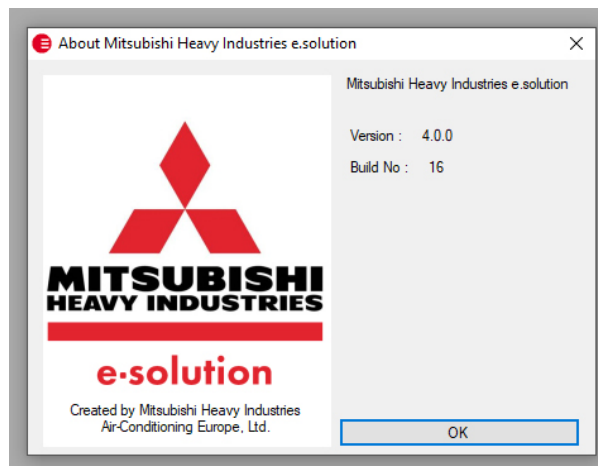 About Mitsubishi Heavy Industries e.solution
Mitsubishi Heavy Industries e.solution
Version : 4.0.0
Build No : 16
MITSUBISHI
HEAVY INDUSTRIES
e·solution
Created by Mitsubishi Heavy Industries
Air-Conditioning Europe, Ltd.
OK